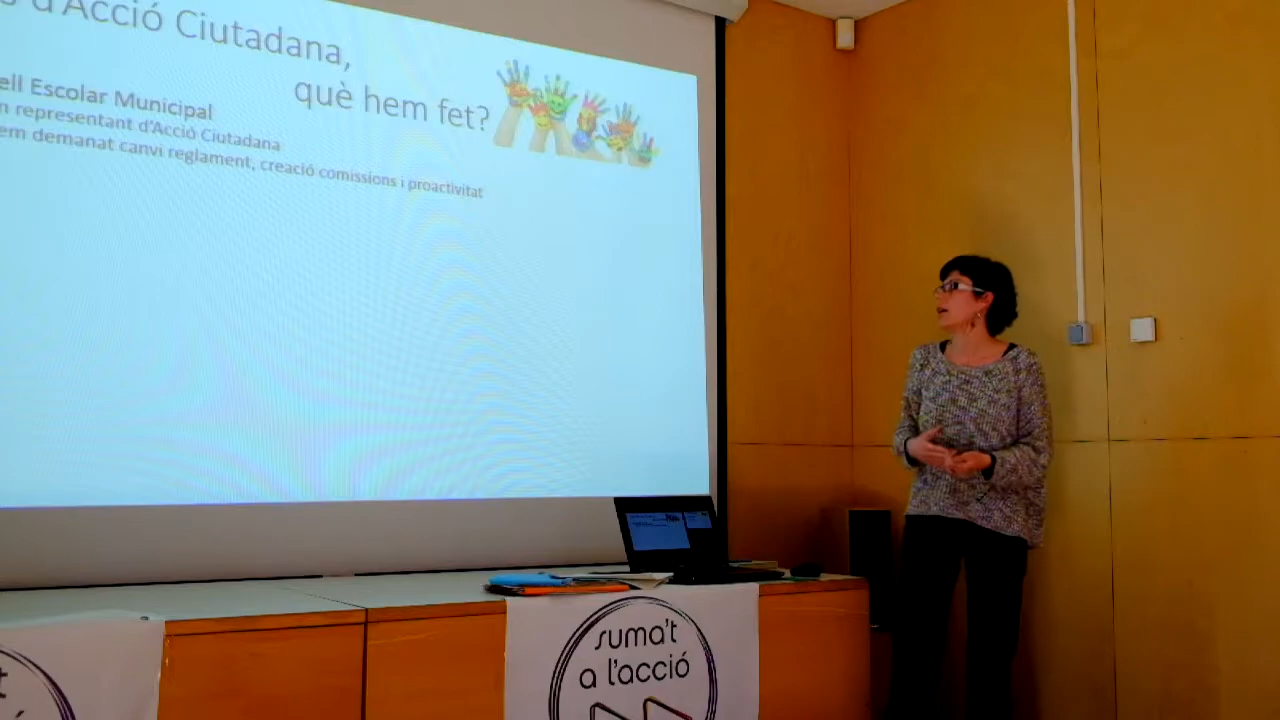 d'Acció Ciutadana,
què hem fet?
ell Escolar Municipal
n representant d'Acció Ciutadana
em demanat canvi reglament, creació comissions i proactivitat
suma't
a l'acció